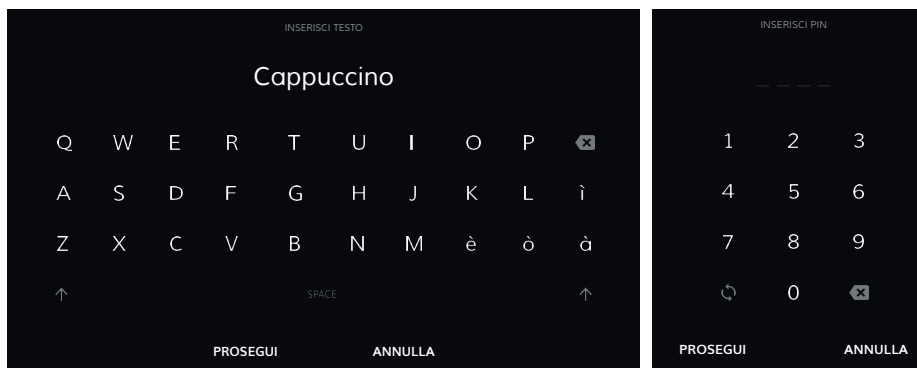 INSERISCI TESTO
Cappuccino
Q W E R T U I O P
A S D F G H J K L ì
Z X C V B N M è ò à
SPACE
PROSEGUI ANNULLA
INSERISCI PIN
_ _ _ _
1 2 3
4 5 6
7 8 9
0
PROSEGUI ANNULLA